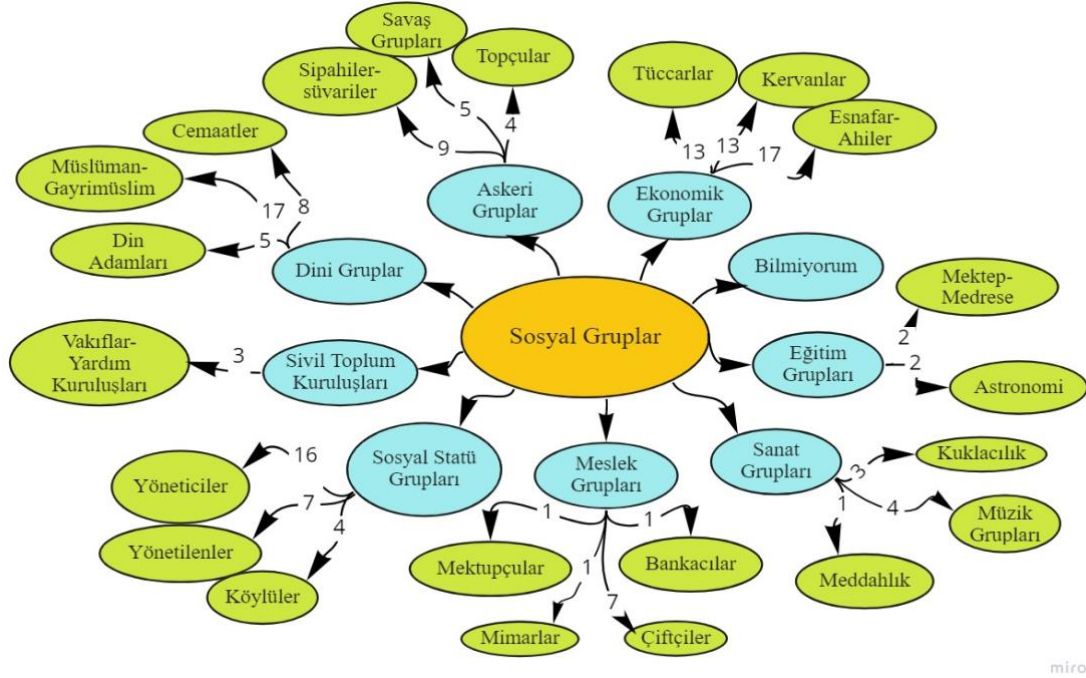 Savaş
Grupları
Topçular
Sipahiler-
süvariler
Tüccarlar
Kervanlar
Esnafar-
Ahiler
Cemaatler
Müslüman-
Gayrimüslim
Din
Adamları
5
4
9
13
13
17
17
8
5
Askeri
Gruplar
Ekonomik
Gruplar
Dini Gruplar
Bilmiyorum
Mektep-
Medrese
Sosyal Gruplar
Vakıflar-
Yardım
Kuruluşları
3
Sivil Toplum
Kuruluşları
Eğitim
Grupları
2
2
Astronomi
Sosyal Statü
Grupları
Meslek
Grupları
Sanat
Grupları
3
Kuklacılık
4
Müzik
Grupları
1
Meddahlık
16
Yöneticiler
7
Yönetilenler
4
Köylüler
1
Mektupçular
1
Bankacılar
1
Mimarlar
7
Çiftçiler
miro